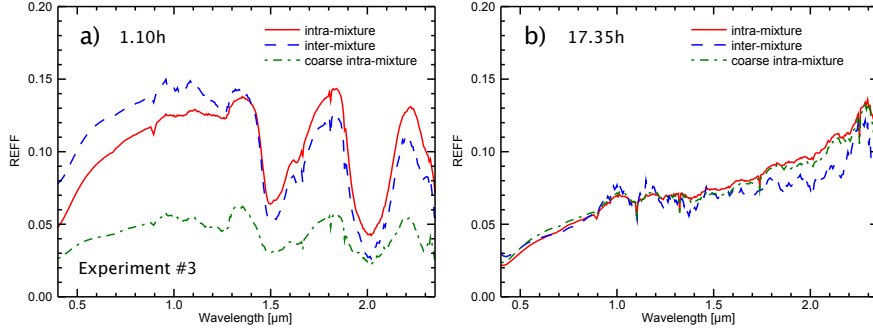 a) 1.10h
intra-mixture
inter-mixture
coarse intra-mixture
Experiment #3
REFF
0.20
0.15
0.10
0.05
0.00
0.5 1.0 1.5 2.0
Wavelength [µm]
b) 17.35h
intra-mixture
inter-mixture
coarse intra-mixture
REFF
0.20
0.15
0.10
0.05
0.00
0.5 1.0 1.5 2.0
Wavelength [µm]